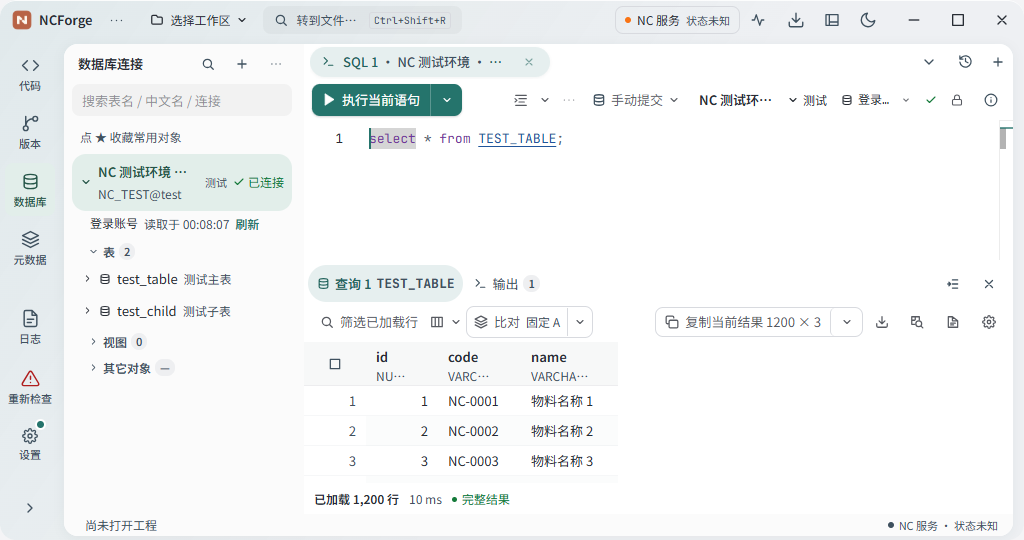 NCForge ··· 选择工作区 转到文件··· Ctrl+Shift+R NC 服务 状态未知
代码
版本
数据库
元数据
日志
重新检查
设置
数据库连接 ···
搜索表名 / 中文名 / 连接
点 ★ 收藏常用对象
NC 测试环境 ··· 测试 已连接
NC_TEST@test
登录账号 读取于 00:08:07 刷新
表 2
test_table 测试主表
test_child 测试子表
视图 0
其它对象 —
SQL 1 • NC 测试环境 • ···
执行当前语句 ··· 手动提交 NC 测试环··· 测试 登录...
1 select * from TEST_TABLE;
查询 1 TEST_TABLE 输出 1
筛选已加载行 比对 固定 A 复制当前结果 1200 × 3
id code name
NU··· VARC··· VARCHA···
1 1 NC-0001 物料名称 1
2 2 NC-0002 物料名称 2
3 3 NC-0003 物料名称 3
已加载 1,200 行 10 ms 完整结果
尚未打开工程 NC 服务 • 状态未知